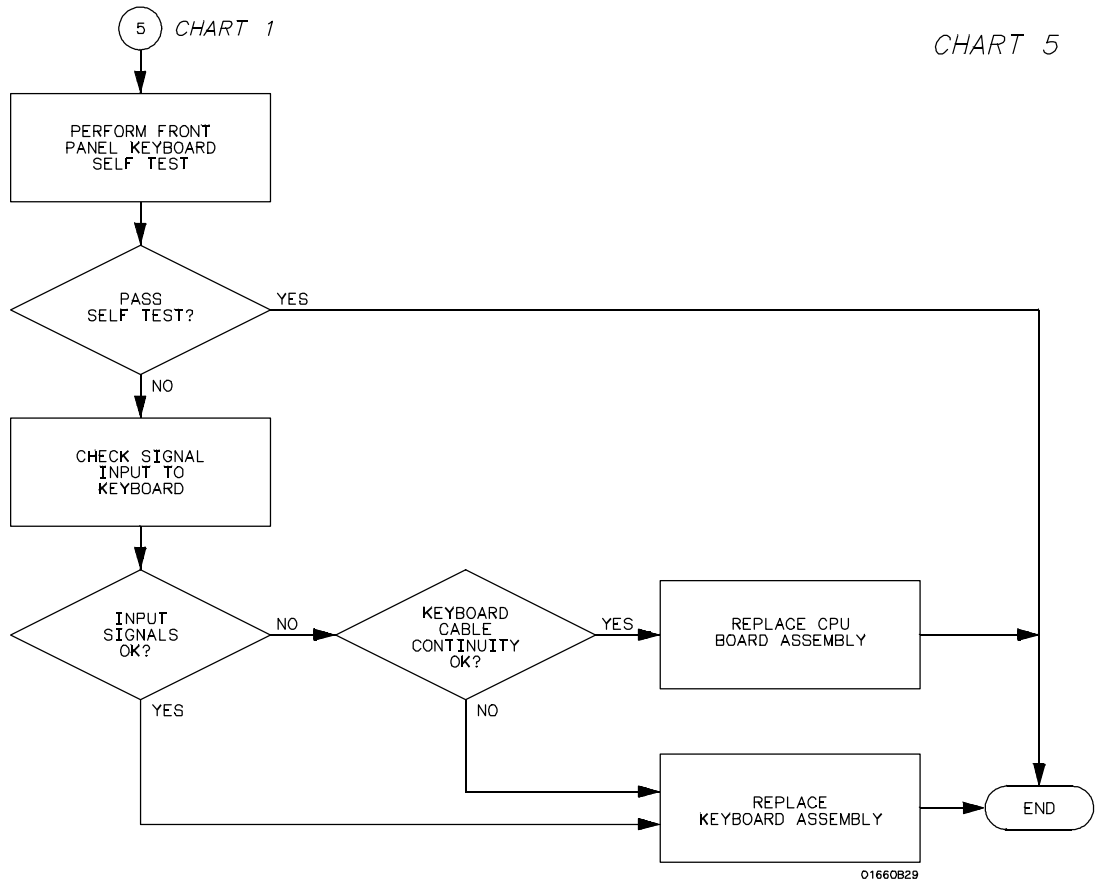 5 CHART 1
CHART 5
PERFORM FRONT
PANEL KEYBOARD
SELF TEST
PASS
SELF TEST?
YES
NO
CHECK SIGNAL
INPUT TO
KEYBOARD
INPUT
SIGNALS
OK?
NO
YES
KEYBOARD
CABLE
CONTINUITY
OK?
YES
NO
REPLACE CPU
BOARD ASSEMBLY
REPLACE
KEYBOARD ASSEMBLY
END
01660B29